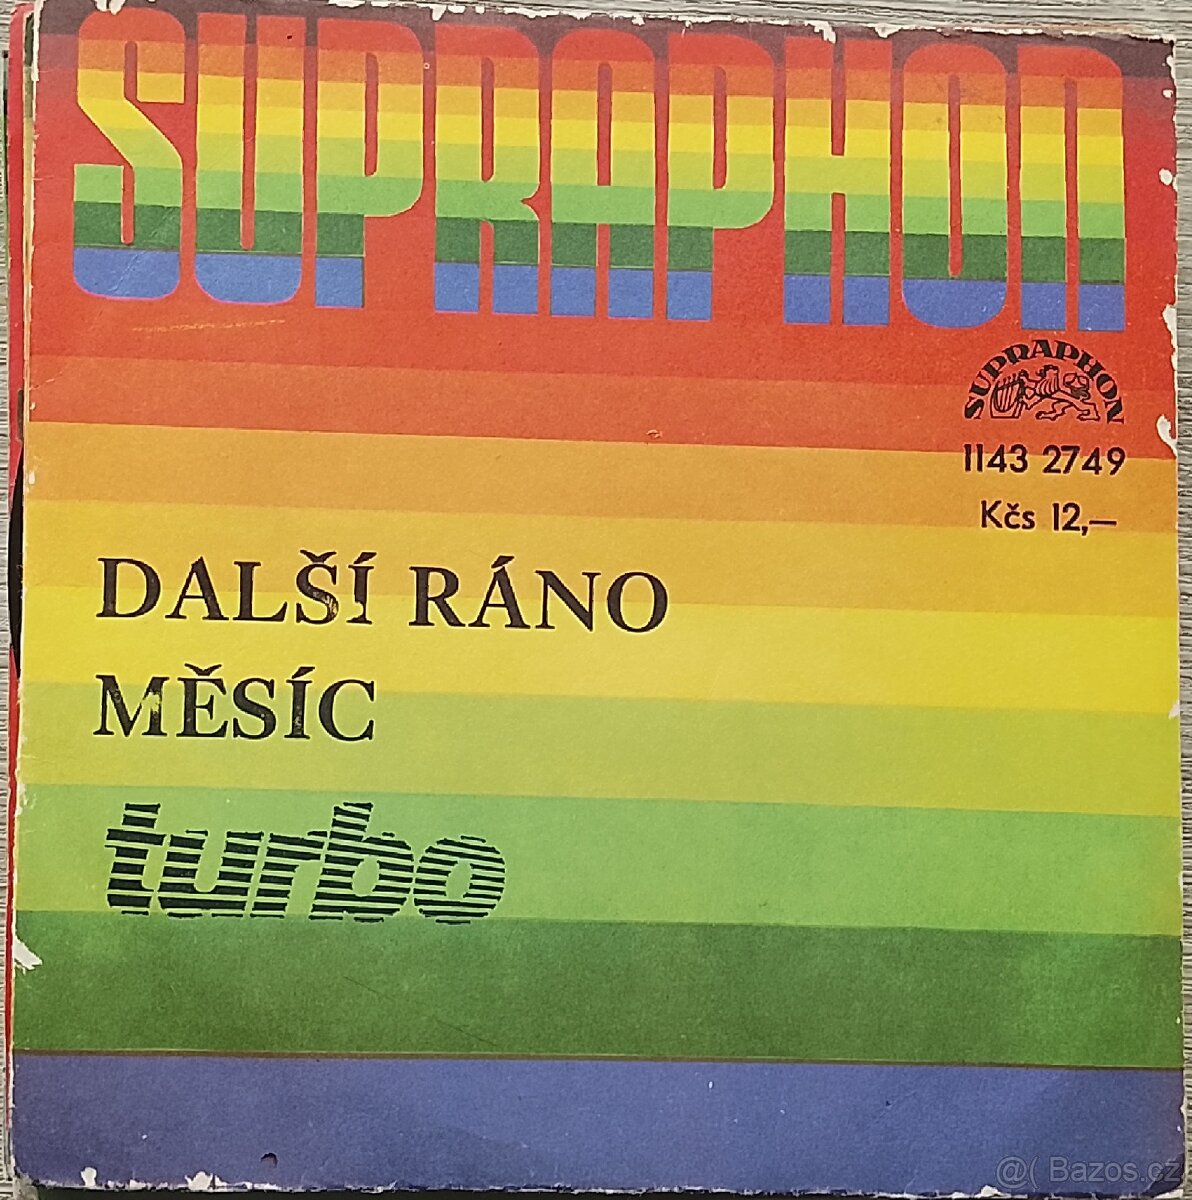 SUPRAPHON
SUPRAPHON
1143 2749
Kčs 12,—
DALŠÍ RÁNO
MĚSÍC
turbo
@( Bazos.cz